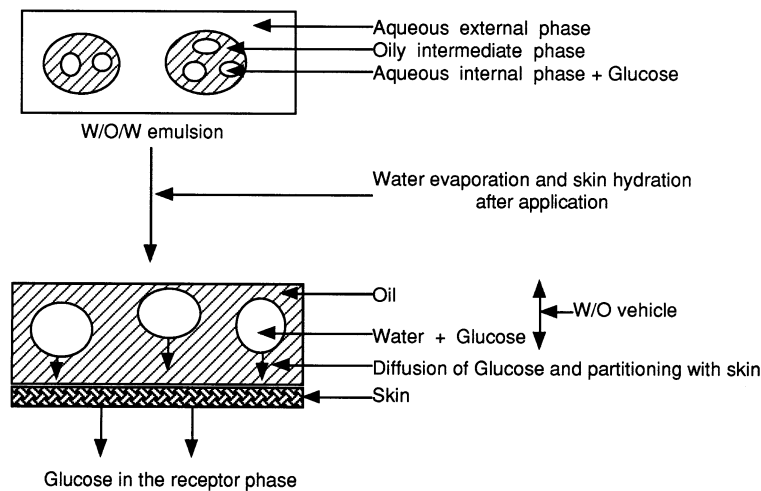 Aqueous external phase
Oily intermediate phase
Aqueous internal phase + Glucose
W/O/W emulsion
Water evaporation and skin hydration
after application
Oil
W/O vehicle
Water + Glucose
Diffusion of Glucose and partitioning with skin
Skin
Glucose in the receptor phase